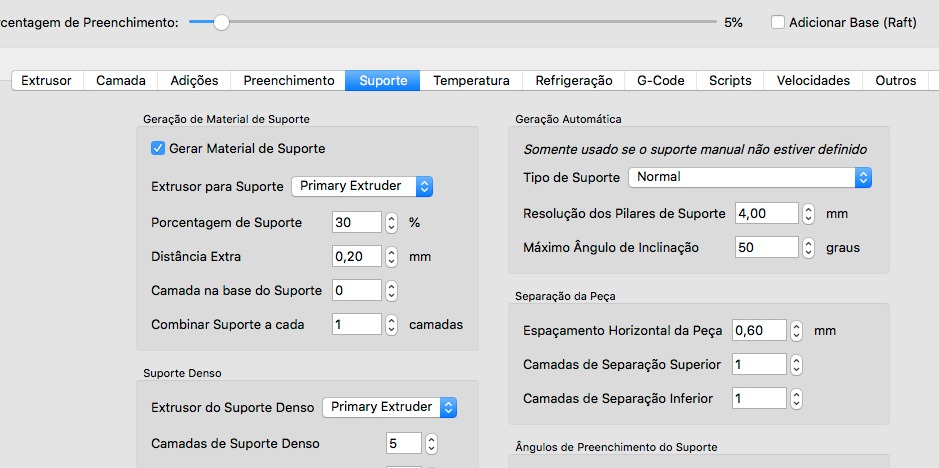 centagem de Preenchimento: 5% Adicionar Base (Raft)
Extrusor Camada Adições Preenchimento Suporte Temperatura Refrigeração G-Code Scripts Velocidades Outros
Geração de Material de Suporte
Gerar Material de Suporte
Extrusor para Suporte Primary Extruder
Porcentagem de Suporte 30 %
Distância Extra 0,20 mm
Camada na base do Suporte 0
Combinar Suporte a cada 1 camadas
Suporte Denso
Extrusor do Suporte Denso Primary Extruder
Camadas de Suporte Denso 5
Geração Automática
Somente usado se o suporte manual não estiver definido
Tipo de Suporte Normal
Resolução dos Pilares de Suporte 4,00 mm
Máximo Ângulo de Inclinação 50 graus
Separação da Peça
Espaçamento Horizontal da Peça 0,60 mm
Camadas de Separação Superior 1
Camadas de Separação Inferior 1
Ângulos de Preenchimento do Suporte